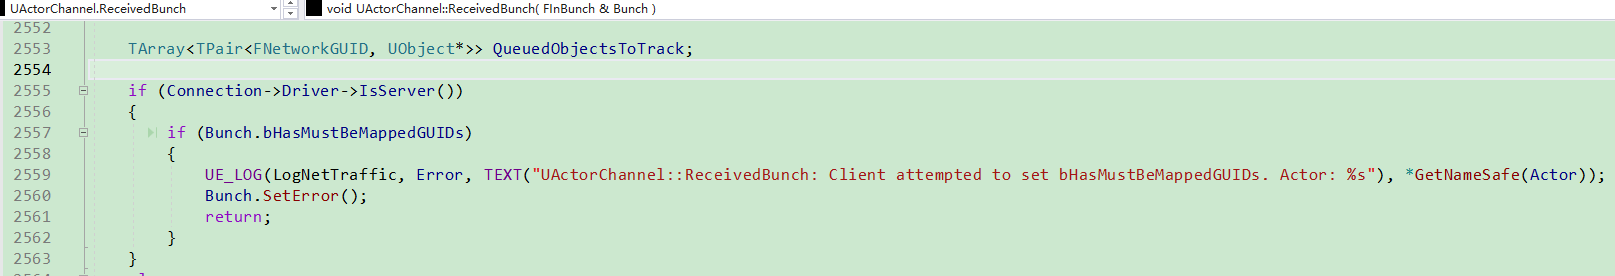 UActorChannel.ReceivedBunch void UActorChannel::ReceivedBunch( FInBunch & Bunch )
2552
2553 TArray<TPair<FNetworkGUID, UObject*>> QueuedObjectsToTrack;
2554
2555 if (Connection->Driver->IsServer())
2556 {
2557 if (Bunch.bHasMustBeMappedGUIDs)
2558 {
2559 UE_LOG(LogNetTraffic, Error, TEXT("UActorChannel::ReceivedBunch: Client attempted to set bHasMustBeMappedGUIDs. Actor: %s"), *GetNameSafe(Actor));
2560 Bunch.SetError();
2561 return;
2562 }
2563 }